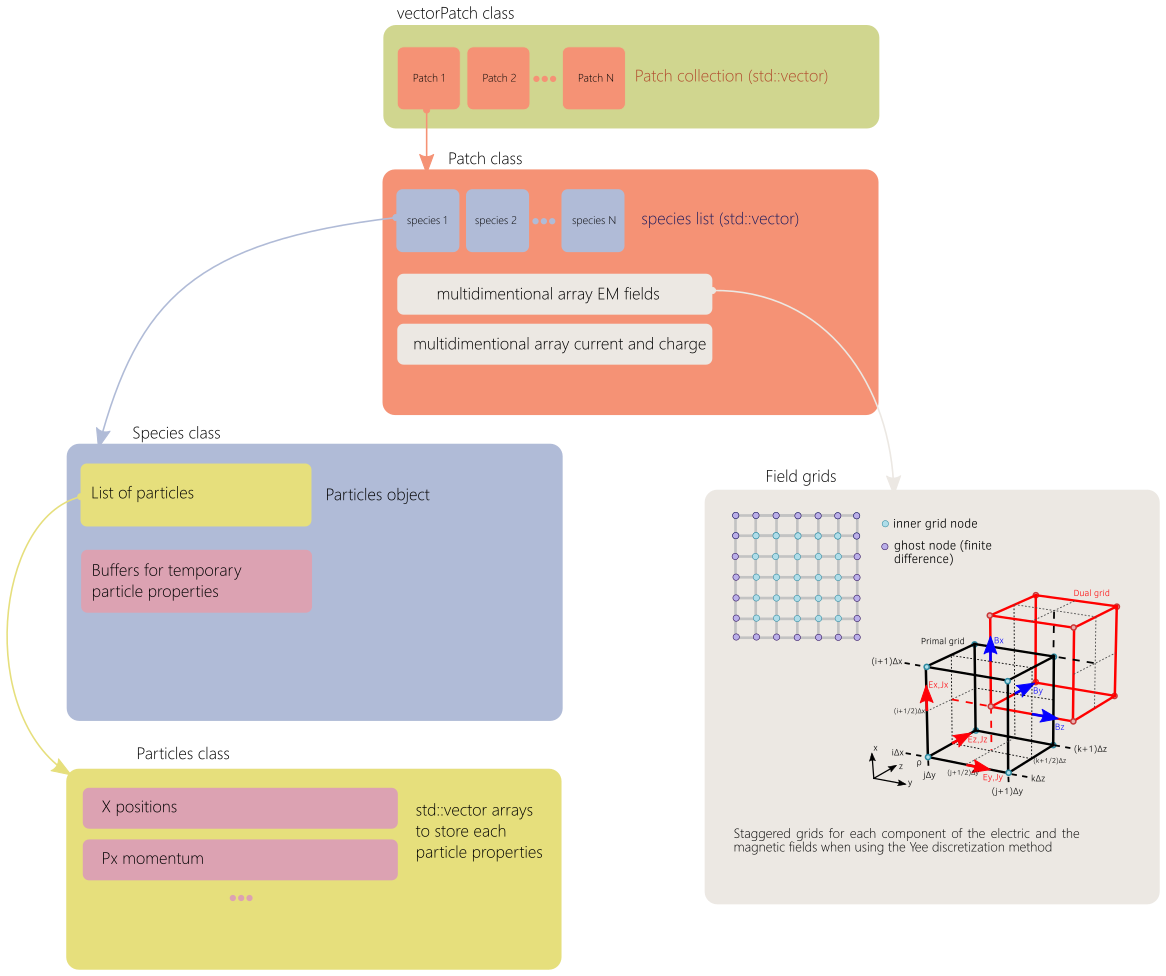 vectorPatch class
Patch 1
Patch 2
Patch N
Patch collection (std::vector)
Patch class
species 1
species 2
species N
species list (std::vector)
multidimentional array EM fields
multidimentional array current and charge
Species class
List of particles
Particles object
Buffers for temporary
particle properties
Particles class
X positions
Px momentum
std::vector arrays
to store each
particle properties
Field grids
inner grid node
ghost node (finite
difference)
Dual grid
Primal grid
Bx
(i+1)Δx
Ex,Jx
By
(i+1/2)Δx
Bz
Ez,Jz
iΔx
ρ
(k+1)Δz
(k+1/2)Δz
x
z
y
jΔy
(j+1/2)Δy
Ey,Jy
kΔz
(j+1)Δy
Staggered grids for each component of the electric and the
magnetic fields when using the Yee discretization method